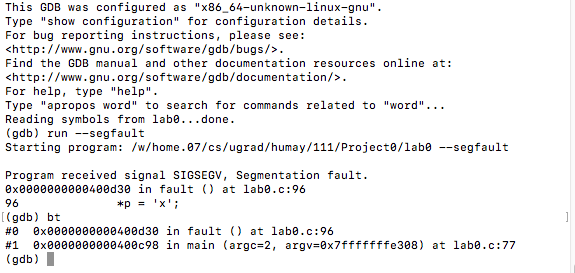 This GDB was configured as "x86_64-unknown-linux-gnu".
Type "show configuration" for configuration details.
For bug reporting instructions, please see:
<http://www.gnu.org/software/gdb/bugs/>.
Find the GDB manual and other documentation resources online at:
<http://www.gnu.org/software/gdb/documentation/>.
For help, type "help".
Type "apropos word" to search for commands related to "word"...
Reading symbols from lab0...done.
(gdb) run --segfault
Starting program: /w/home.07/cs/ugrad/humay/111/Project0/lab0 --segfault

Program received signal SIGSEGV, Segmentation fault.
0x0000000000400d30 in fault () at lab0.c:96
96              *p = 'x';
[(gdb) bt ]
#0  0x0000000000400d30 in fault () at lab0.c:96
#1  0x0000000000400c98 in main (argc=2, argv=0x7fffffffe308) at lab0.c:77
(gdb)